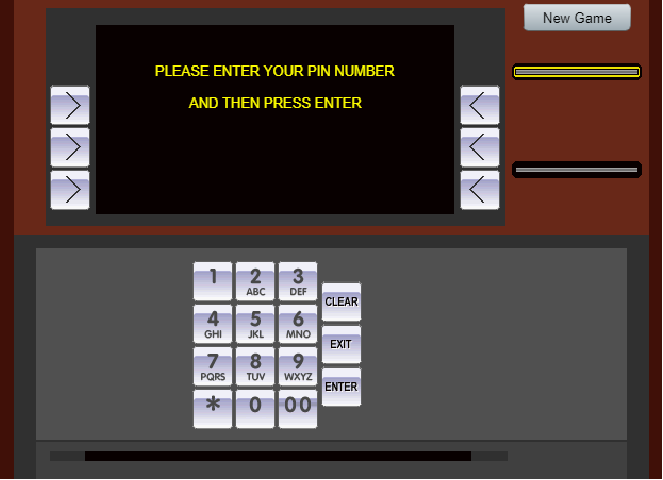 New Game
PLEASE ENTER YOUR PIN NUMBER
AND THEN PRESS ENTER
1
2
ABC
3
DEF
CLEAR
4
GHI
5
JKL
6
MNO
EXIT
7
PQRS
8
TUV
9
WXYZ
ENTER
*
0
00